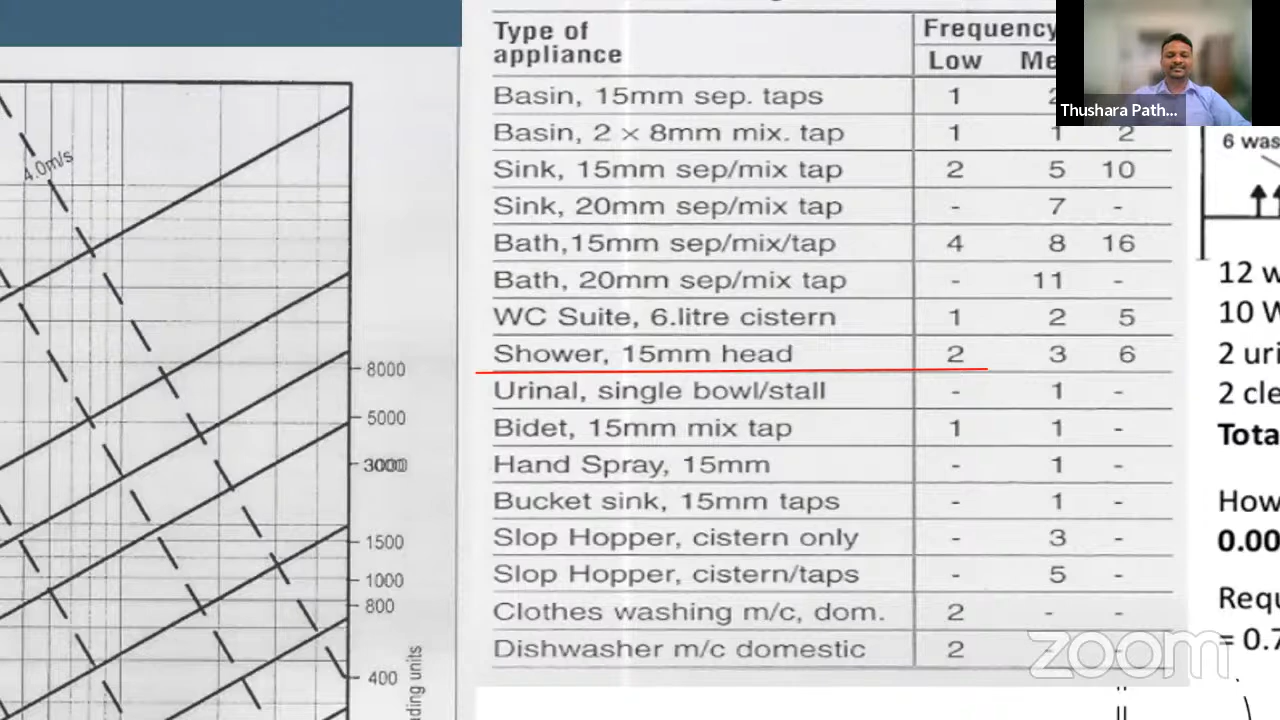 Type of appliance
Frequency
Low Me
Basin, 15mm sep. taps 1 2
Basin, 2 × 8mm mix. tap 1 1 2
Sink, 15mm sep/mix tap 2 5 10
Sink, 20mm sep/mix tap - 7 -
Bath,15mm sep/mix/tap 4 8 16
Bath, 20mm sep/mix tap - 11 -
WC Suite, 6.litre cistern 1 2 5
Shower, 15mm head 2 3 6
Urinal, single bowl/stall - 1 -
Bidet, 15mm mix tap 1 1 -
Hand Spray, 15mm - 1 -
Bucket sink, 15mm taps - 1 -
Slop Hopper, cistern only - 3 -
Slop Hopper, cistern/taps - 5 -
Clothes washing m/c, dom. 2 - -
Dishwasher m/c domestic 2 - -
4.0m/s
8000
5000
3000
1500
1000
800
400
ding units
Thushara Path...
6 was
12 w
10 W
2 uri
2 cle
Tota
How
0.00
Requ
= 0.7
zoom